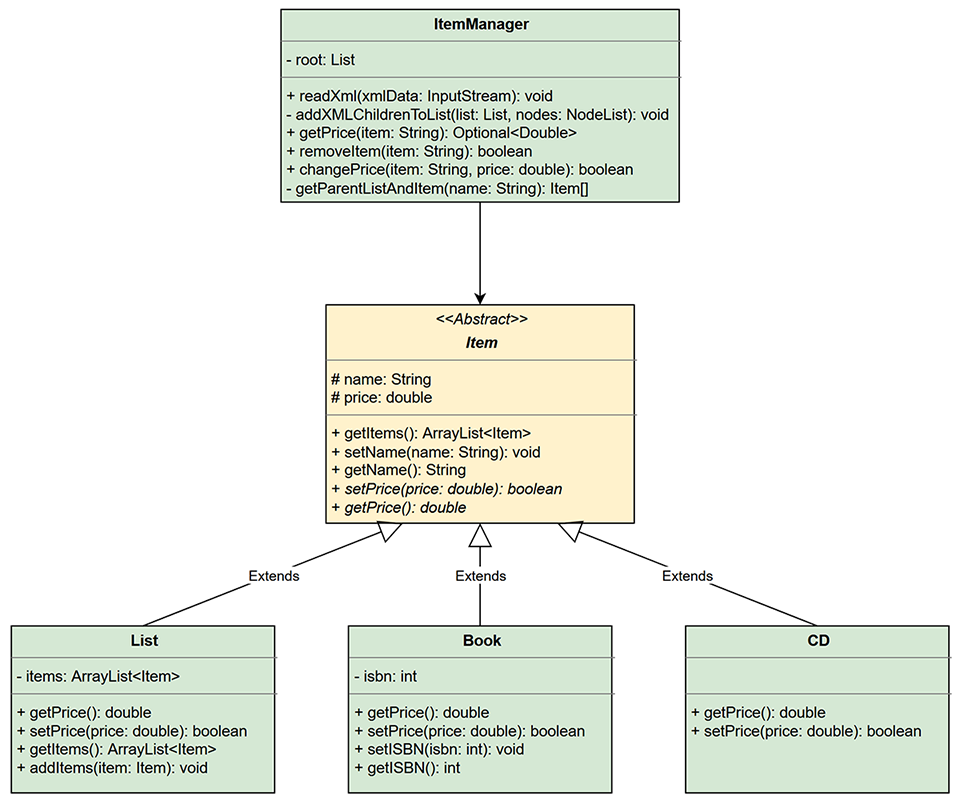 ItemManager
- root: List
+ readXml(xmlData: InputStream): void
- addXMLChildrenToList(list: List, nodes: NodeList): void
+ getPrice(item: String): Optional<Double>
+ removeItem(item: String): boolean
+ changePrice(item: String, price: double): boolean
- getParentListAndItem(name: String): Item[]
<<Abstract>>
Item
# name: String
# price: double
+ getItems(): ArrayList<Item>
+ setName(name: String): void
+ getName(): String
+ setPrice(price: double): boolean
+ getPrice(): double
Extends
Extends
Extends
List
- items: ArrayList<Item>
+ getPrice(): double
+ setPrice(price: double): boolean
+ getItems(): ArrayList<Item>
+ addItems(item: Item): void
Book
- isbn: int
+ getPrice(): double
+ setPrice(price: double): boolean
+ setISBN(isbn: int): void
+ getISBN(): int
CD
+ getPrice(): double
+ setPrice(price: double): boolean